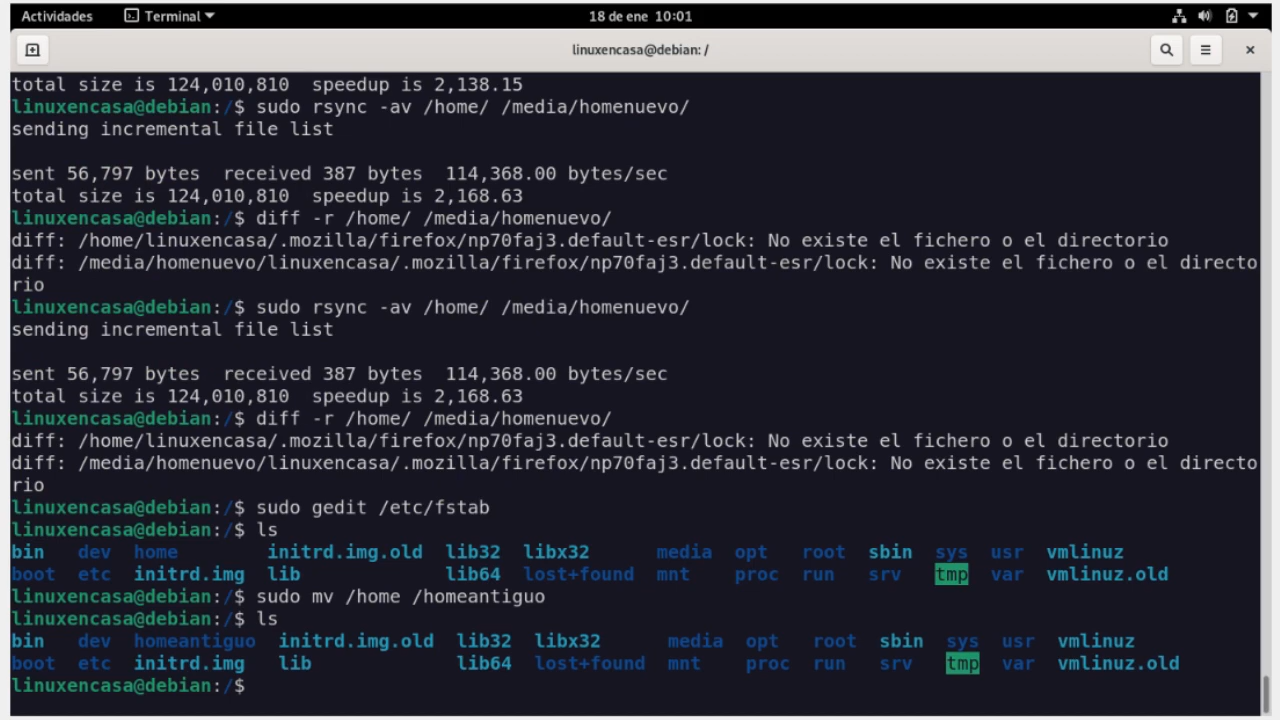 Actividades Terminal 18 de ene 10:01
linuxencasa@debian: /
total size is 124,010,810  speedup is 2,138.15
linuxencasa@debian:/$ sudo rsync -av /home/ /media/homenuevo/
sending incremental file list
sent 56,797 bytes  received 387 bytes  114,368.00 bytes/sec
total size is 124,010,810  speedup is 2,168.63
linuxencasa@debian:/$ diff -r /home/ /media/homenuevo/
diff: /home/linuxencasa/.mozilla/firefox/np70faj3.default-esr/lock: No existe el fichero o el directorio
diff: /media/homenuevo/linuxencasa/.mozilla/firefox/np70faj3.default-esr/lock: No existe el fichero o el directo
rio
linuxencasa@debian:/$ sudo rsync -av /home/ /media/homenuevo/
sending incremental file list
sent 56,797 bytes  received 387 bytes  114,368.00 bytes/sec
total size is 124,010,810  speedup is 2,168.63
linuxencasa@debian:/$ diff -r /home/ /media/homenuevo/
diff: /home/linuxencasa/.mozilla/firefox/np70faj3.default-esr/lock: No existe el fichero o el directorio
diff: /media/homenuevo/linuxencasa/.mozilla/firefox/np70faj3.default-esr/lock: No existe el fichero o el directo
rio
linuxencasa@debian:/$ sudo gedit /etc/fstab
linuxencasa@debian:/$ ls
bin   dev  home        initrd.img.old  lib32  libx32      media  opt   root  sbin  sys  usr  vmlinuz
boot  etc  initrd.img  lib             lib64  lost+found  mnt    proc  run   srv   tmp  var  vmlinuz.old
linuxencasa@debian:/$ sudo mv /home /homeantiguo
linuxencasa@debian:/$ ls
bin   dev  homeantiguo  initrd.img.old  lib32  libx32      media  opt   root  sbin  sys  usr  vmlinuz
boot  etc  initrd.img   lib             lib64  lost+found  mnt    proc  run   srv   tmp  var  vmlinuz.old
linuxencasa@debian:/$